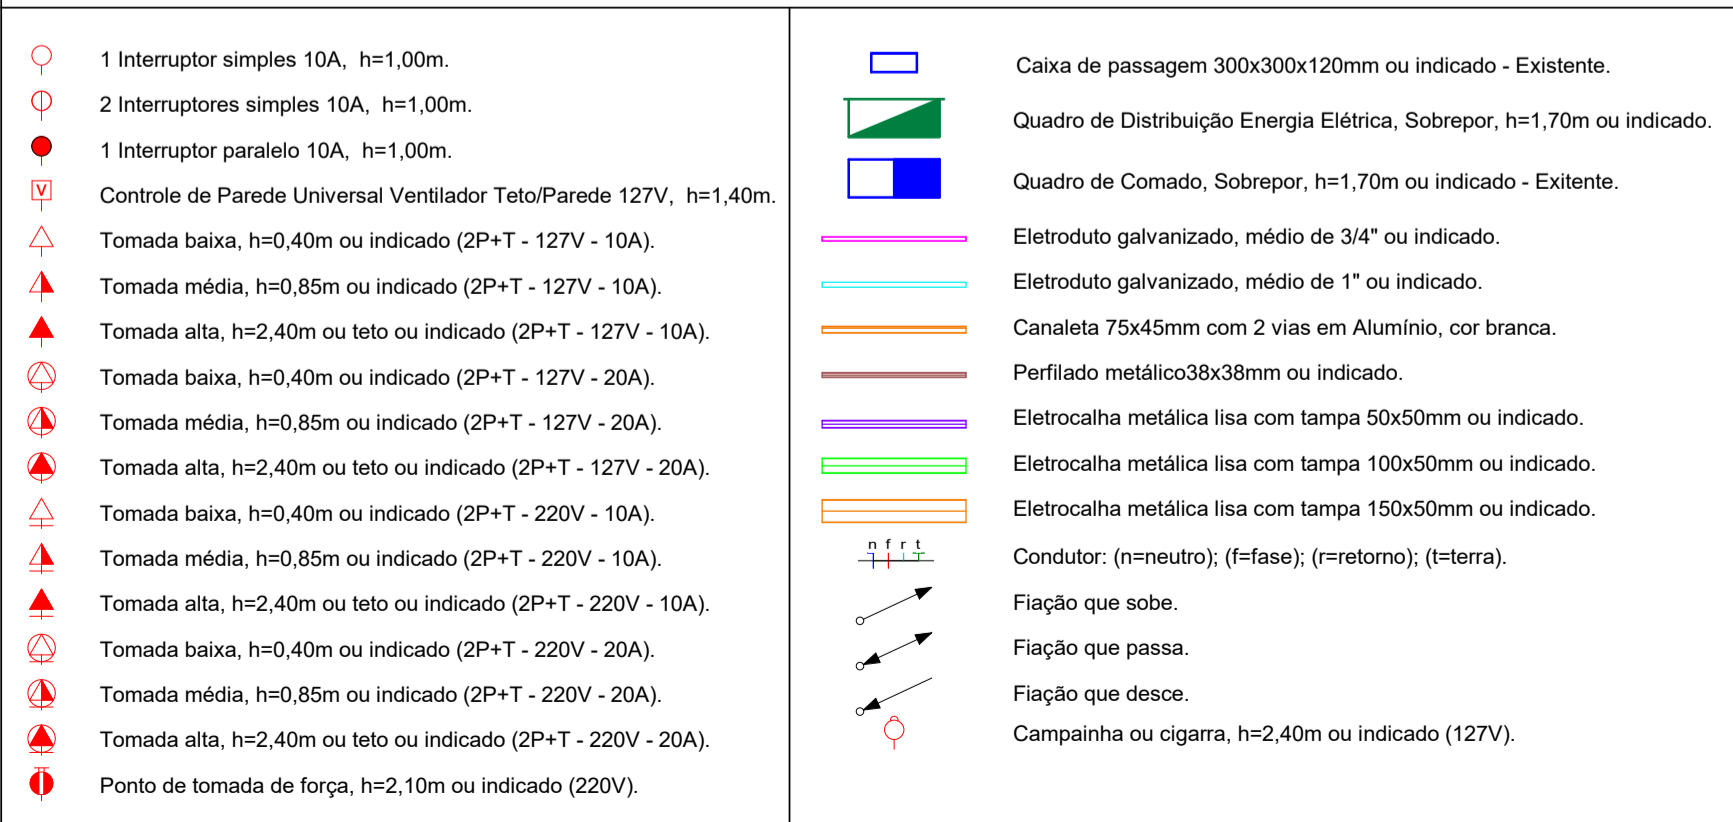 1 Interruptor simples 10A, h=1,00m.
2 Interruptores simples 10A, h=1,00m.
1 Interruptor paralelo 10A, h=1,00m.
V
Controle de Parede Universal Ventilador Teto/Parede 127V, h=1,40m.
Tomada baixa, h=0,40m ou indicado (2P+T - 127V - 10A).
Tomada média, h=0,85m ou indicado (2P+T - 127V - 10A).
Tomada alta, h=2,40m ou teto ou indicado (2P+T - 127V - 10A).
Tomada baixa, h=0,40m ou indicado (2P+T - 127V - 20A).
Tomada média, h=0,85m ou indicado (2P+T - 127V - 20A).
Tomada alta, h=2,40m ou teto ou indicado (2P+T - 127V - 20A).
Tomada baixa, h=0,40m ou indicado (2P+T - 220V - 10A).
Tomada média, h=0,85m ou indicado (2P+T - 220V - 10A).
Tomada alta, h=2,40m ou teto ou indicado (2P+T - 220V - 10A).
Tomada baixa, h=0,40m ou indicado (2P+T - 220V - 20A).
Tomada média, h=0,85m ou indicado (2P+T - 220V - 20A).
Tomada alta, h=2,40m ou teto ou indicado (2P+T - 220V - 20A).
Ponto de tomada de força, h=2,10m ou indicado (220V).
Caixa de passagem 300x300x120mm ou indicado - Existente.
Quadro de Distribuição Energia Elétrica, Sobrepor, h=1,70m ou indicado.
Quadro de Comado, Sobrepor, h=1,70m ou indicado - Exitente.
Eletroduto galvanizado, médio de 3/4" ou indicado.
Eletroduto galvanizado, médio de 1" ou indicado.
Canaleta 75x45mm com 2 vias em Alumínio, cor branca.
Perfilado metálico38x38mm ou indicado.
Eletrocalha metálica lisa com tampa 50x50mm ou indicado.
Eletrocalha metálica lisa com tampa 100x50mm ou indicado.
Eletrocalha metálica lisa com tampa 150x50mm ou indicado.
n f r t
Condutor: (n=neutro); (f=fase); (r=retorno); (t=terra).
Fiação que sobe.
Fiação que passa.
Fiação que desce.
Campainha ou cigarra, h=2,40m ou indicado (127V).